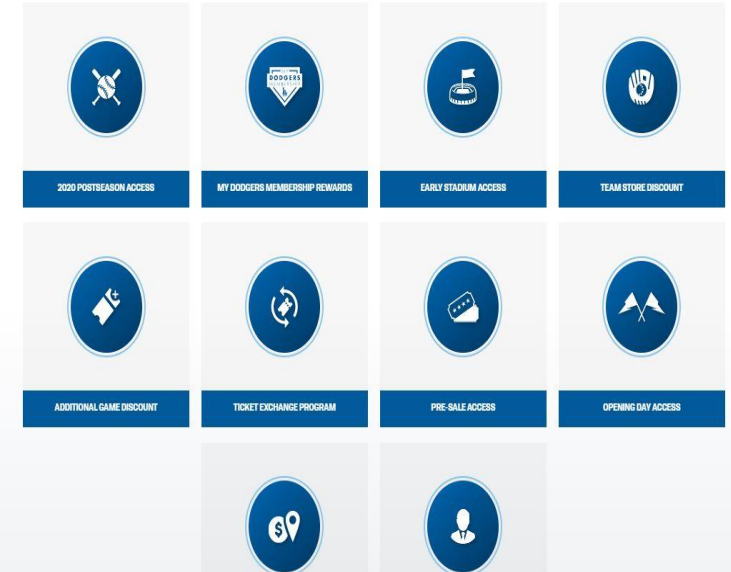 DODGERS
MEMBERSHIP
2020 POSTSEASON ACCESS
MY DODGERS MEMBERSHIP REWARDS
EARLY STADIUM ACCESS
TEAM STORE DISCOUNT
ADDITIONAL GAME DISCOUNT
TICKET EXCHANGE PROGRAM
PRE-SALE ACCESS
OPENING DAY ACCESS
$